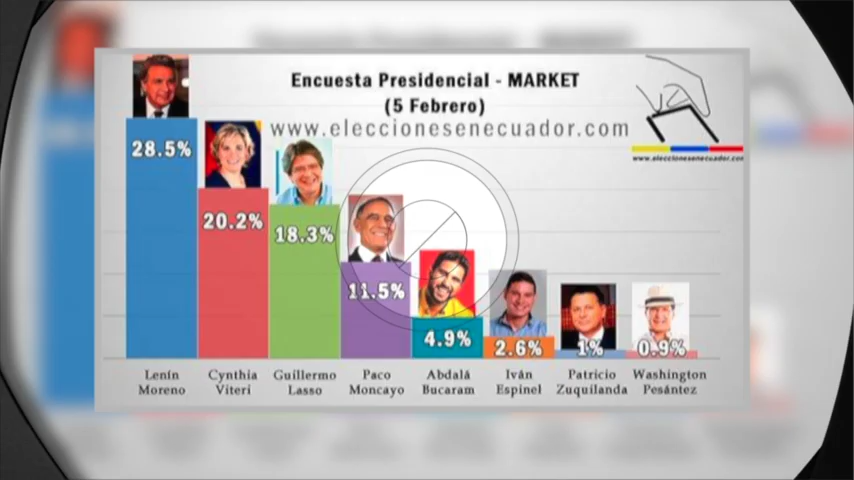 Encuesta Presidencial - MARKET
(5 Febrero)
www.eleccionesenecuador.com
www.eleccionesenecuador.com
28.5%
20.2%
18.3%
11.5%
4.9%
2.6%
1%
0.9%
Lenín
Moreno
Cynthia
Viteri
Guillermo
Lasso
Paco
Moncayo
Abdalá
Bucaram
Iván
Espinel
Patricio
Zuquilanda
Washington
Pesántez